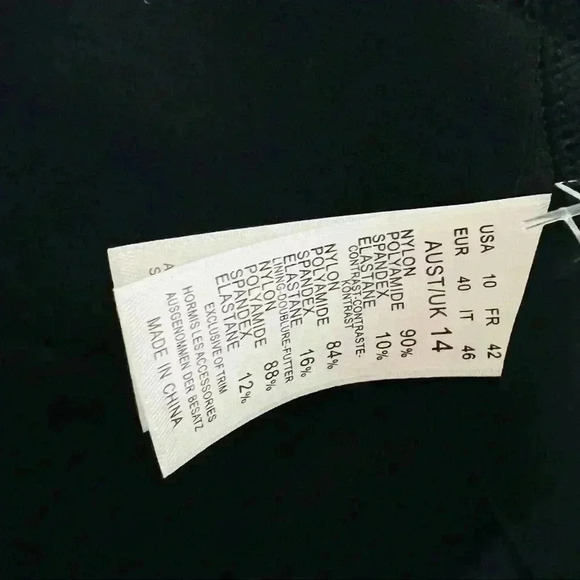 USA 10 FR 42
EUR 40 IT 46
AUST/UK 14
NYLON
POLYAMIDE 90%
SPANDEX
ELASTANE 10%
CONTRAST-CONTRASTE-
KONTRAST
NYLON
POLYAMIDE 84%
SPANDEX
ELASTANE 16%
LINING-DOUBLURE-FUTTER
NYLON
POLYAMIDE 88%
SPANDEX
ELASTANE 12%
EXCLUSIVE OF TRIM
HORMIS LES ACCESSORIES
AUSGENOMMEN DER BESATZ
MADE IN CHINA